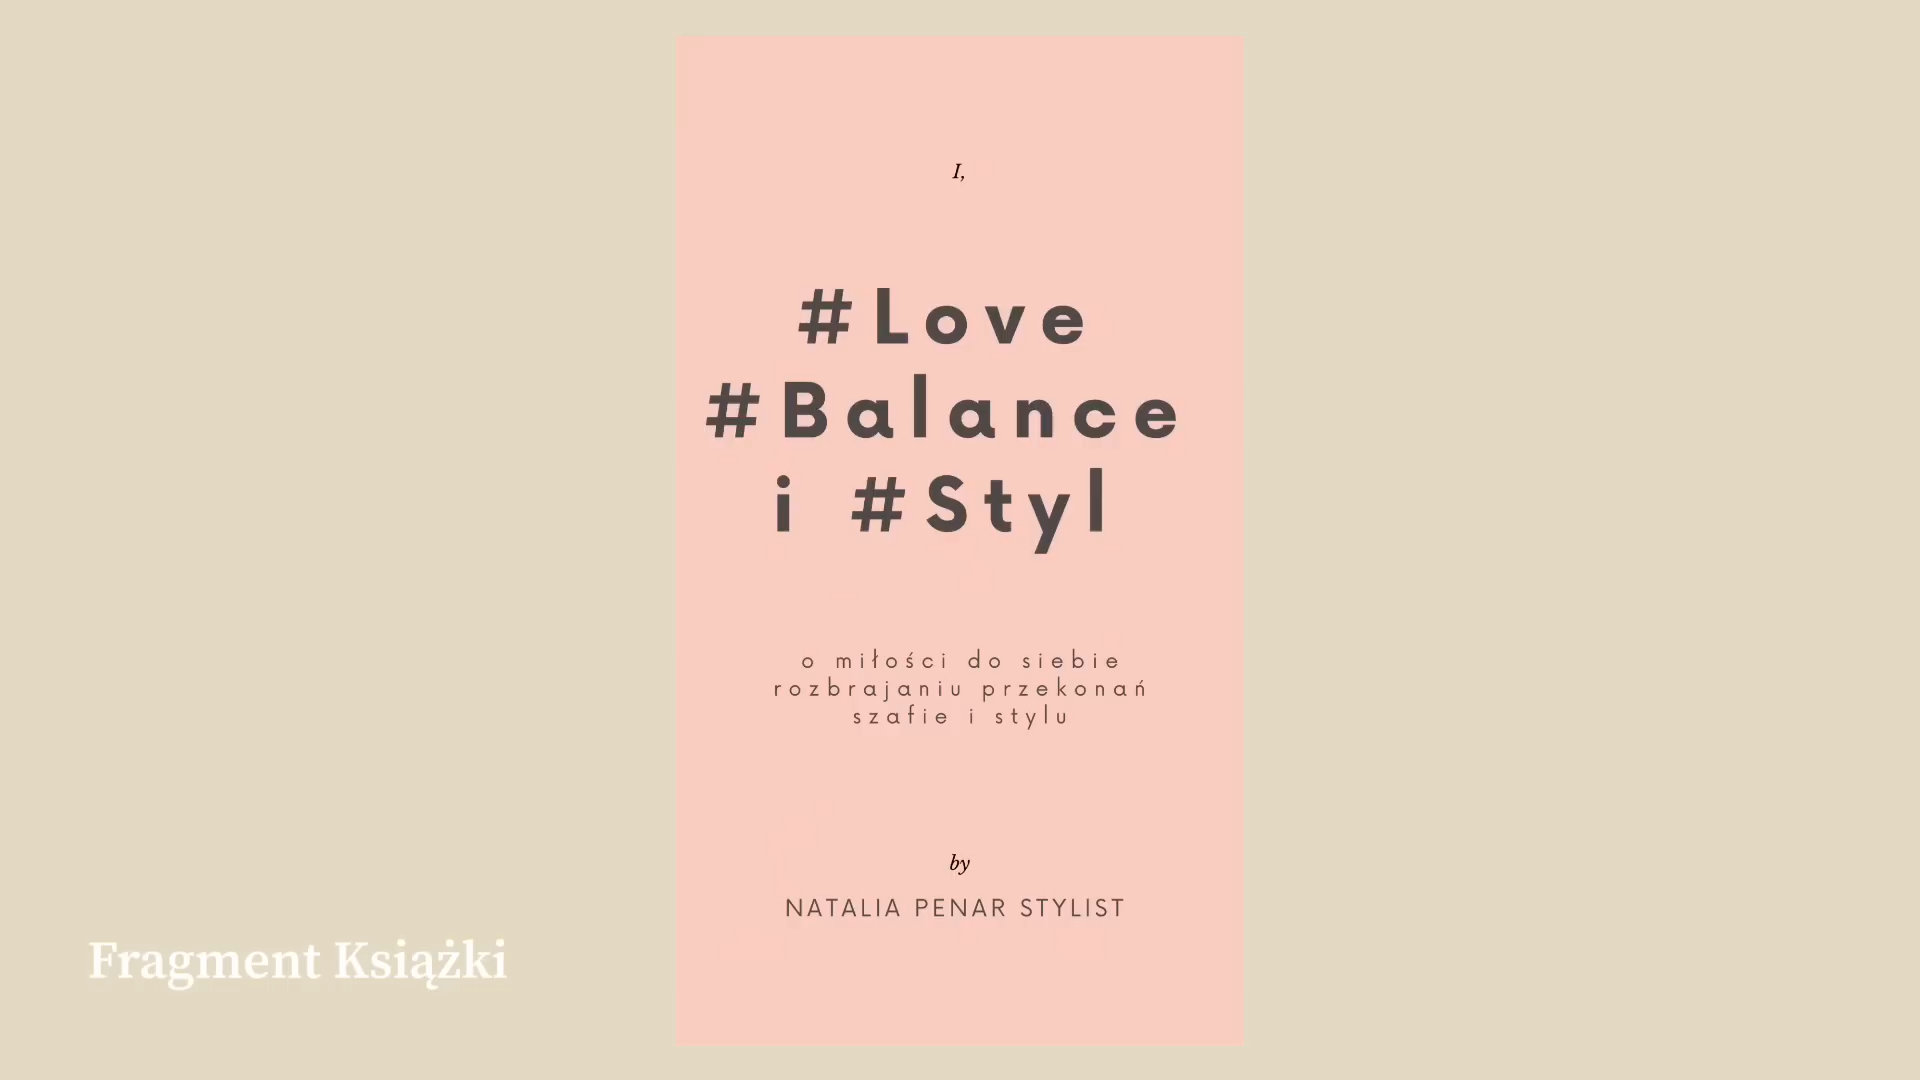 I,
#Love
#Balance
i #Styl
o miłości do siebie
rozbrajaniu przekonań
szafie i stylu
by
NATALIA PENAR STYLIST
Fragment Książki